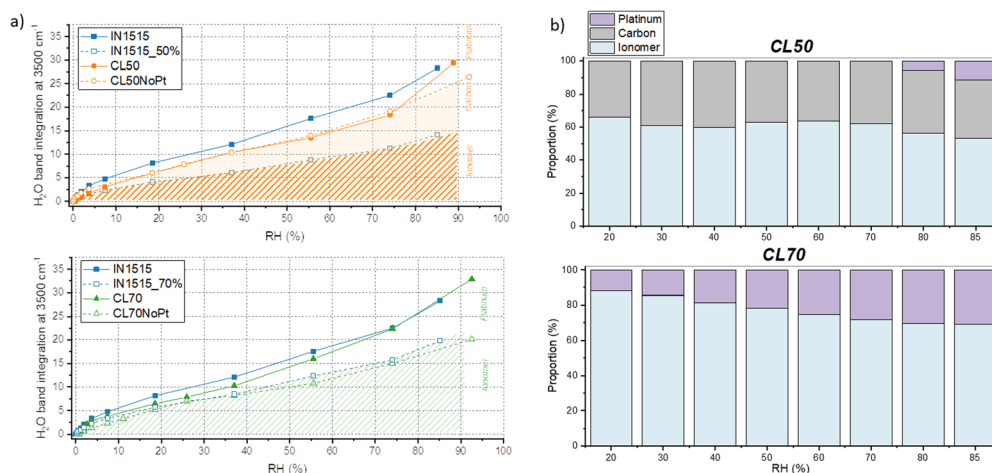 a)
H₂O band integration at 3500 cm⁻¹
35
30
25
20
15
10
5
0
IN1515
IN1515_50%
CL50
CL50NoPt
Platinum
Carbon
Ionomer
0 10 20 30 40 50 60 70 80 90 100
RH (%)
H₂O band integration at 3500 cm⁻¹
35
30
25
20
15
10
5
0
IN1515
IN1515_70%
CL70
CL70NoPt
Platinum
Ionomer
0 10 20 30 40 50 60 70 80 90 100
RH (%)
b)
Platinum
Carbon
Ionomer
CL50
Proportion (%)
100
80
60
40
20
0
20 30 40 50 60 70 80 85
CL70
Proportion (%)
100
80
60
40
20
0
20 30 40 50 60 70 80 85
RH (%)